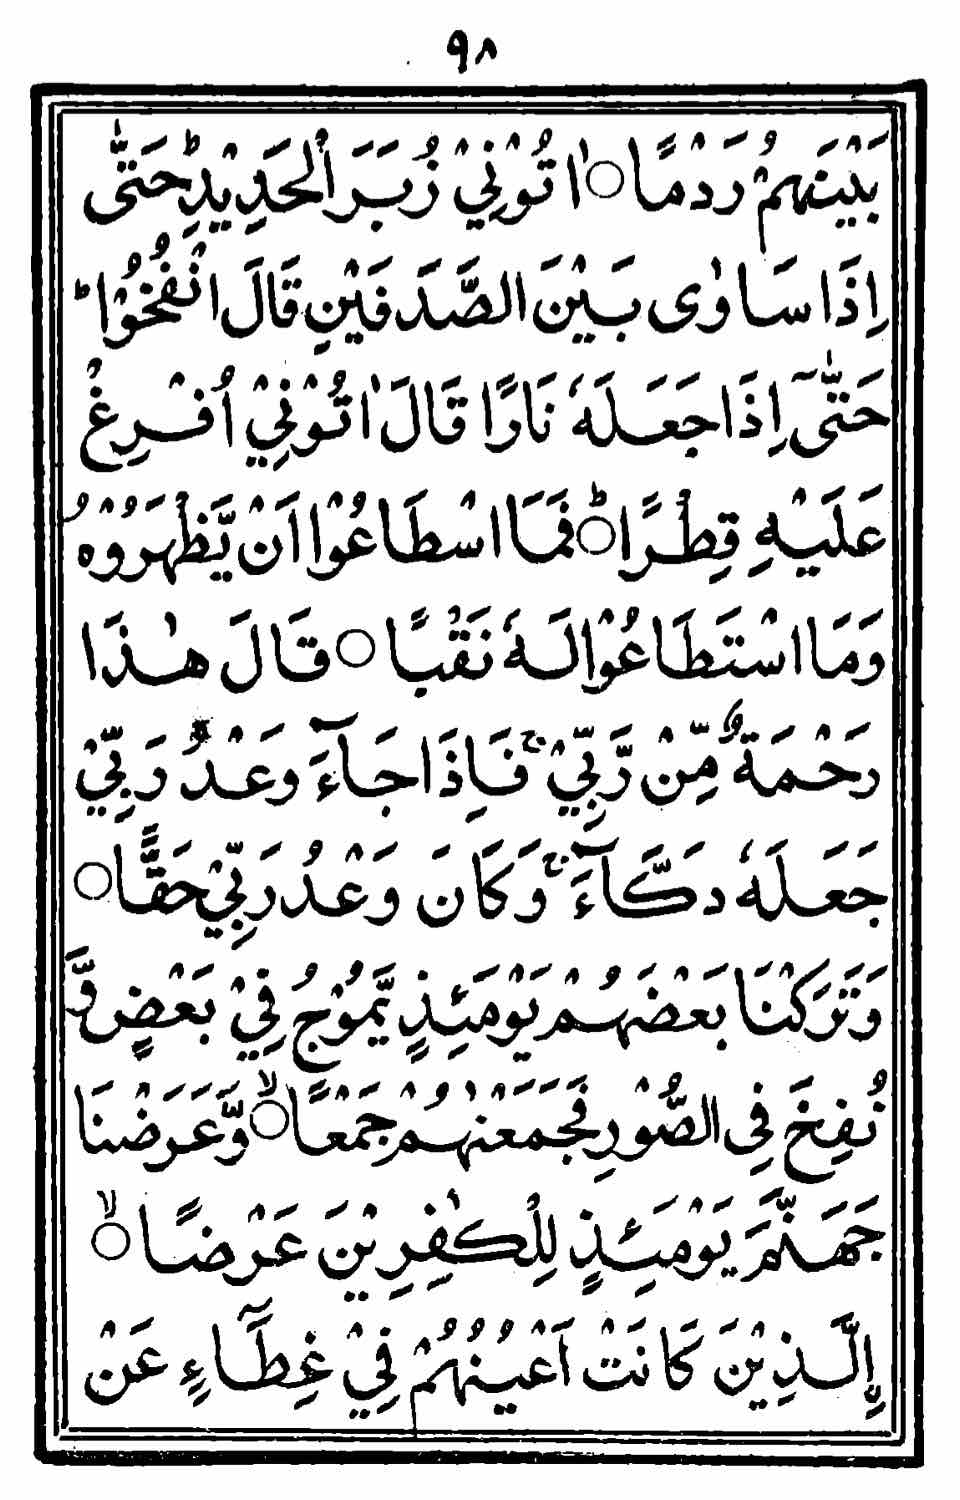 ٩٨
بَيْنَهُمْ رَدْمًا ○ اٰتُوْنِيْ زُبَرَ الْحَدِيْدِ ؕ حَتّٰى
اِذَا سَاوٰى بَيْنَ الصَّدَفَيْنِ قَالَ انْفُخُوْا ؕ
حَتّٰىٓ اِذَا جَعَلَهٗ نَارًا قَالَ اٰتُوْنِيْ اُفْرِغْ
عَلَيْهِ قِطْرًا ○ؕ فَمَا اسْطَاعُوْا اَنْ يَّظْهَرُوْهُ
وَمَا اسْتَطَاعُوْا لَهٗ نَقْبًا ○ قَالَ هٰذَا
رَحْمَةٌ مِّنْ رَّبِّيْ ۚ فَاِذَا جَآءَ وَعْدُ رَبِّيْ
جَعَلَهٗ دَكَّآءَ ۚ وَكَانَ وَعْدُ رَبِّيْ حَقًّا ○
وَتَرَكْنَا بَعْضَهُمْ يَوْمَئِذٍ يَّمُوْجُ فِيْ بَعْضٍ وَّ
نُفِخَ فِى الصُّوْرِ فَجَمَعْنٰهُمْ جَمْعًا ○ۙ وَّعَرَضْنَا
جَهَنَّمَ يَوْمَئِذٍ لِّلْكٰفِرِيْنَ عَرْضًا ○ۙ
اِلَّذِيْنَ كَانَتْ اَعْيُنُهُمْ فِيْ غِطَآءٍ عَنْ